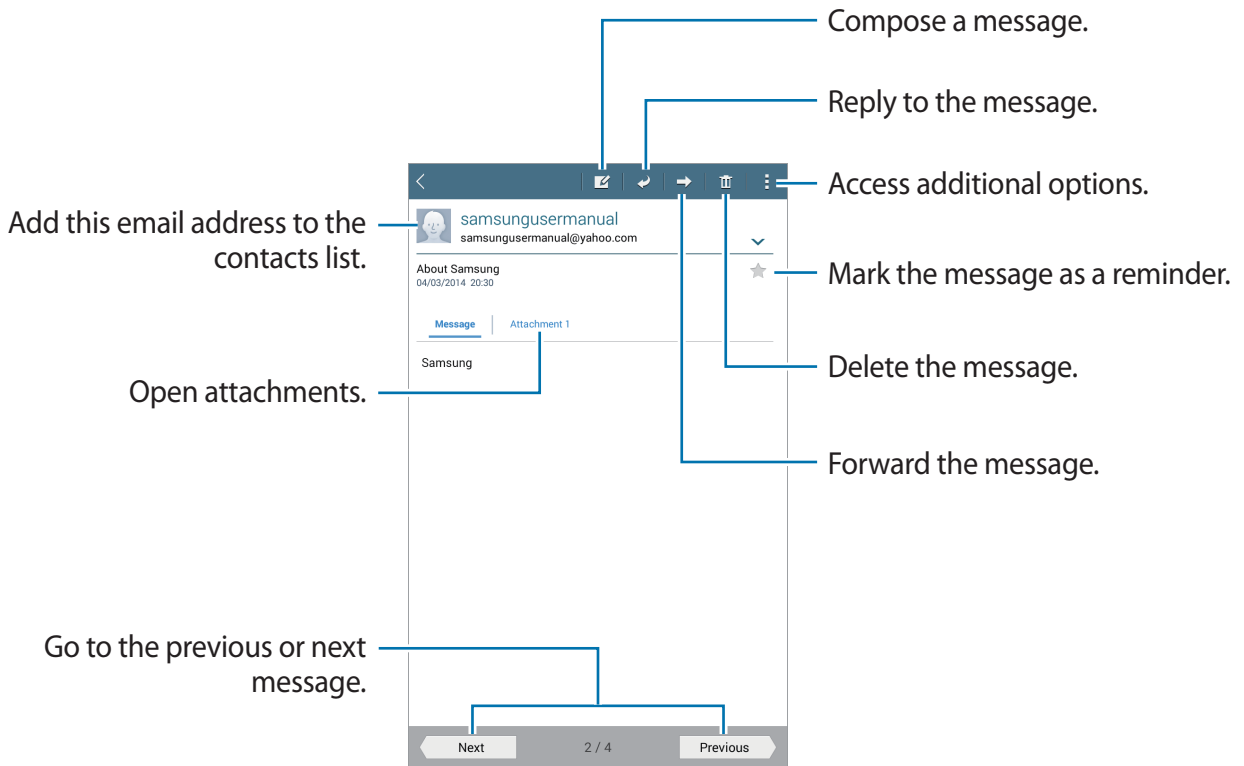 Compose a message.
Reply to the message.
Access additional options.
Add this email address to the
contacts list.
samsungusermanual
samsungusermanual@yahoo.com
About Samsung
04/03/2014 20:30
Mark the message as a reminder.
Message
Attachment 1
Samsung
Delete the message.
Open attachments.
Forward the message.
Go to the previous or next
message.
Next
2 / 4
Previous